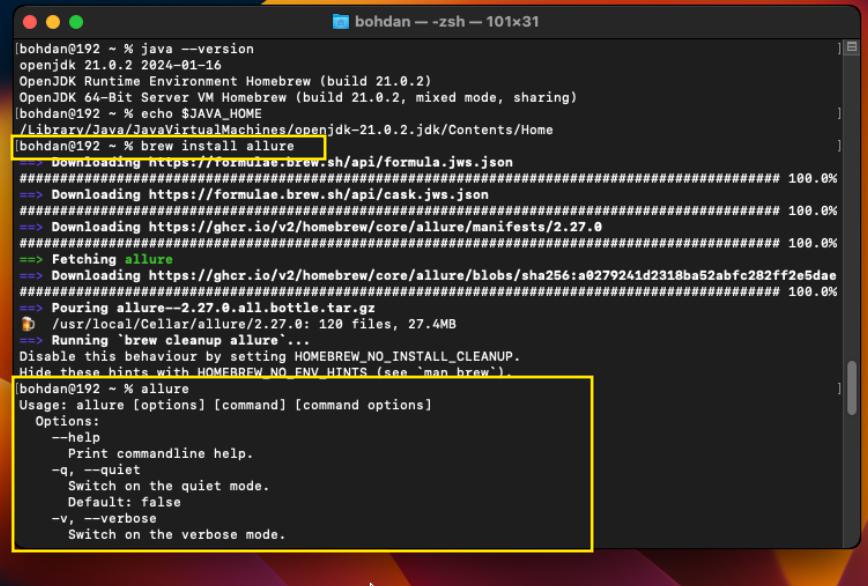 bohdan — -zsh — 101×31
[bohdan@192 ~ % java --version ]
openjdk 21.0.2 2024-01-16
OpenJDK Runtime Environment Homebrew (build 21.0.2)
OpenJDK 64-Bit Server VM Homebrew (build 21.0.2, mixed mode, sharing)
[bohdan@192 ~ % echo $JAVA_HOME ]
/Library/Java/JavaVirtualMachines/openjdk-21.0.2.jdk/Contents/Home
[bohdan@192 ~ % brew install allure ]
==> Downloading https://formulae.brew.sh/api/formula.jws.json
############################################################################################## 100.0%
==> Downloading https://formulae.brew.sh/api/cask.jws.json
############################################################################################## 100.0%
==> Downloading https://ghcr.io/v2/homebrew/core/allure/manifests/2.27.0
############################################################################################## 100.0%
==> Fetching allure
==> Downloading https://ghcr.io/v2/homebrew/core/allure/blobs/sha256:a0279241d2318ba52abfc282ff2e5dae
############################################################################################## 100.0%
==> Pouring allure--2.27.0.all.bottle.tar.gz
🍺  /usr/local/Cellar/allure/2.27.0: 120 files, 27.4MB
==> Running `brew cleanup allure`...
Disable this behaviour by setting HOMEBREW_NO_INSTALL_CLEANUP.
Hide these hints with HOMEBREW_NO_ENV_HINTS (see `man brew`).
[bohdan@192 ~ % allure ]
Usage: allure [options] [command] [command options]
  Options:
    --help
      Print commandline help.
    -q, --quiet
      Switch on the quiet mode.
      Default: false
    -v, --verbose
      Switch on the verbose mode.